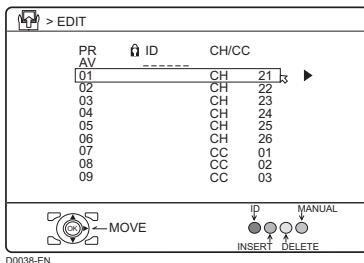 > EDIT
PR ID CH/CC
AV ------
01 CH 21
02 CH 22
03 CH 23
04 CH 24
05 CH 25
06 CH 26
07 CC 01
08 CC 02
09 CC 03
ID MANUAL
OK MOVE
INSERT DELETE
D0038-EN